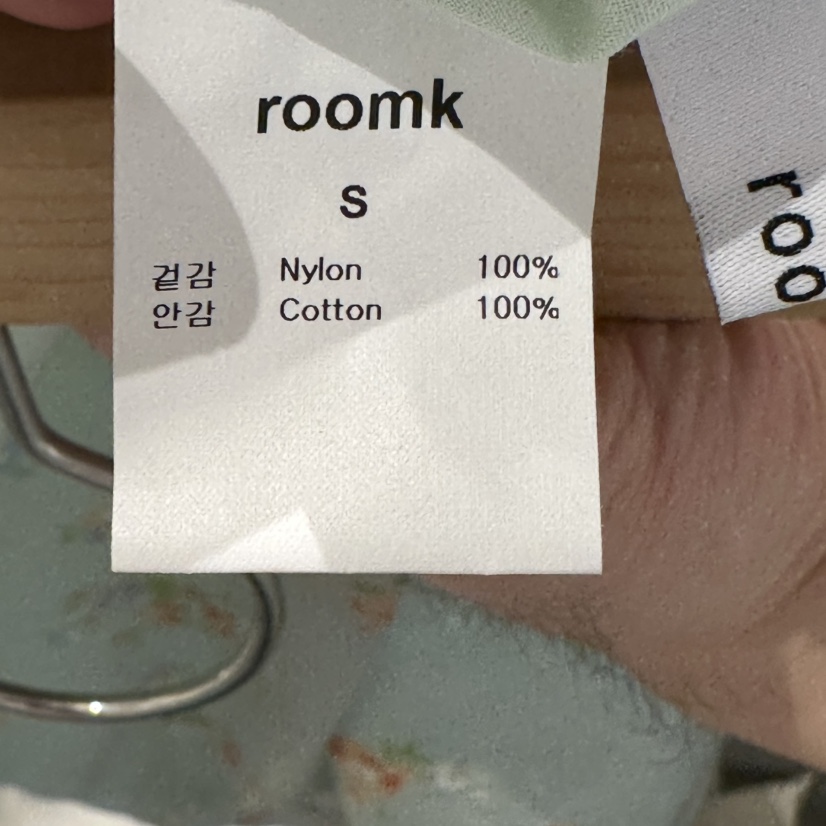 roomk
S
겉감 Nylon 100%
안감 Cotton 100%
roo